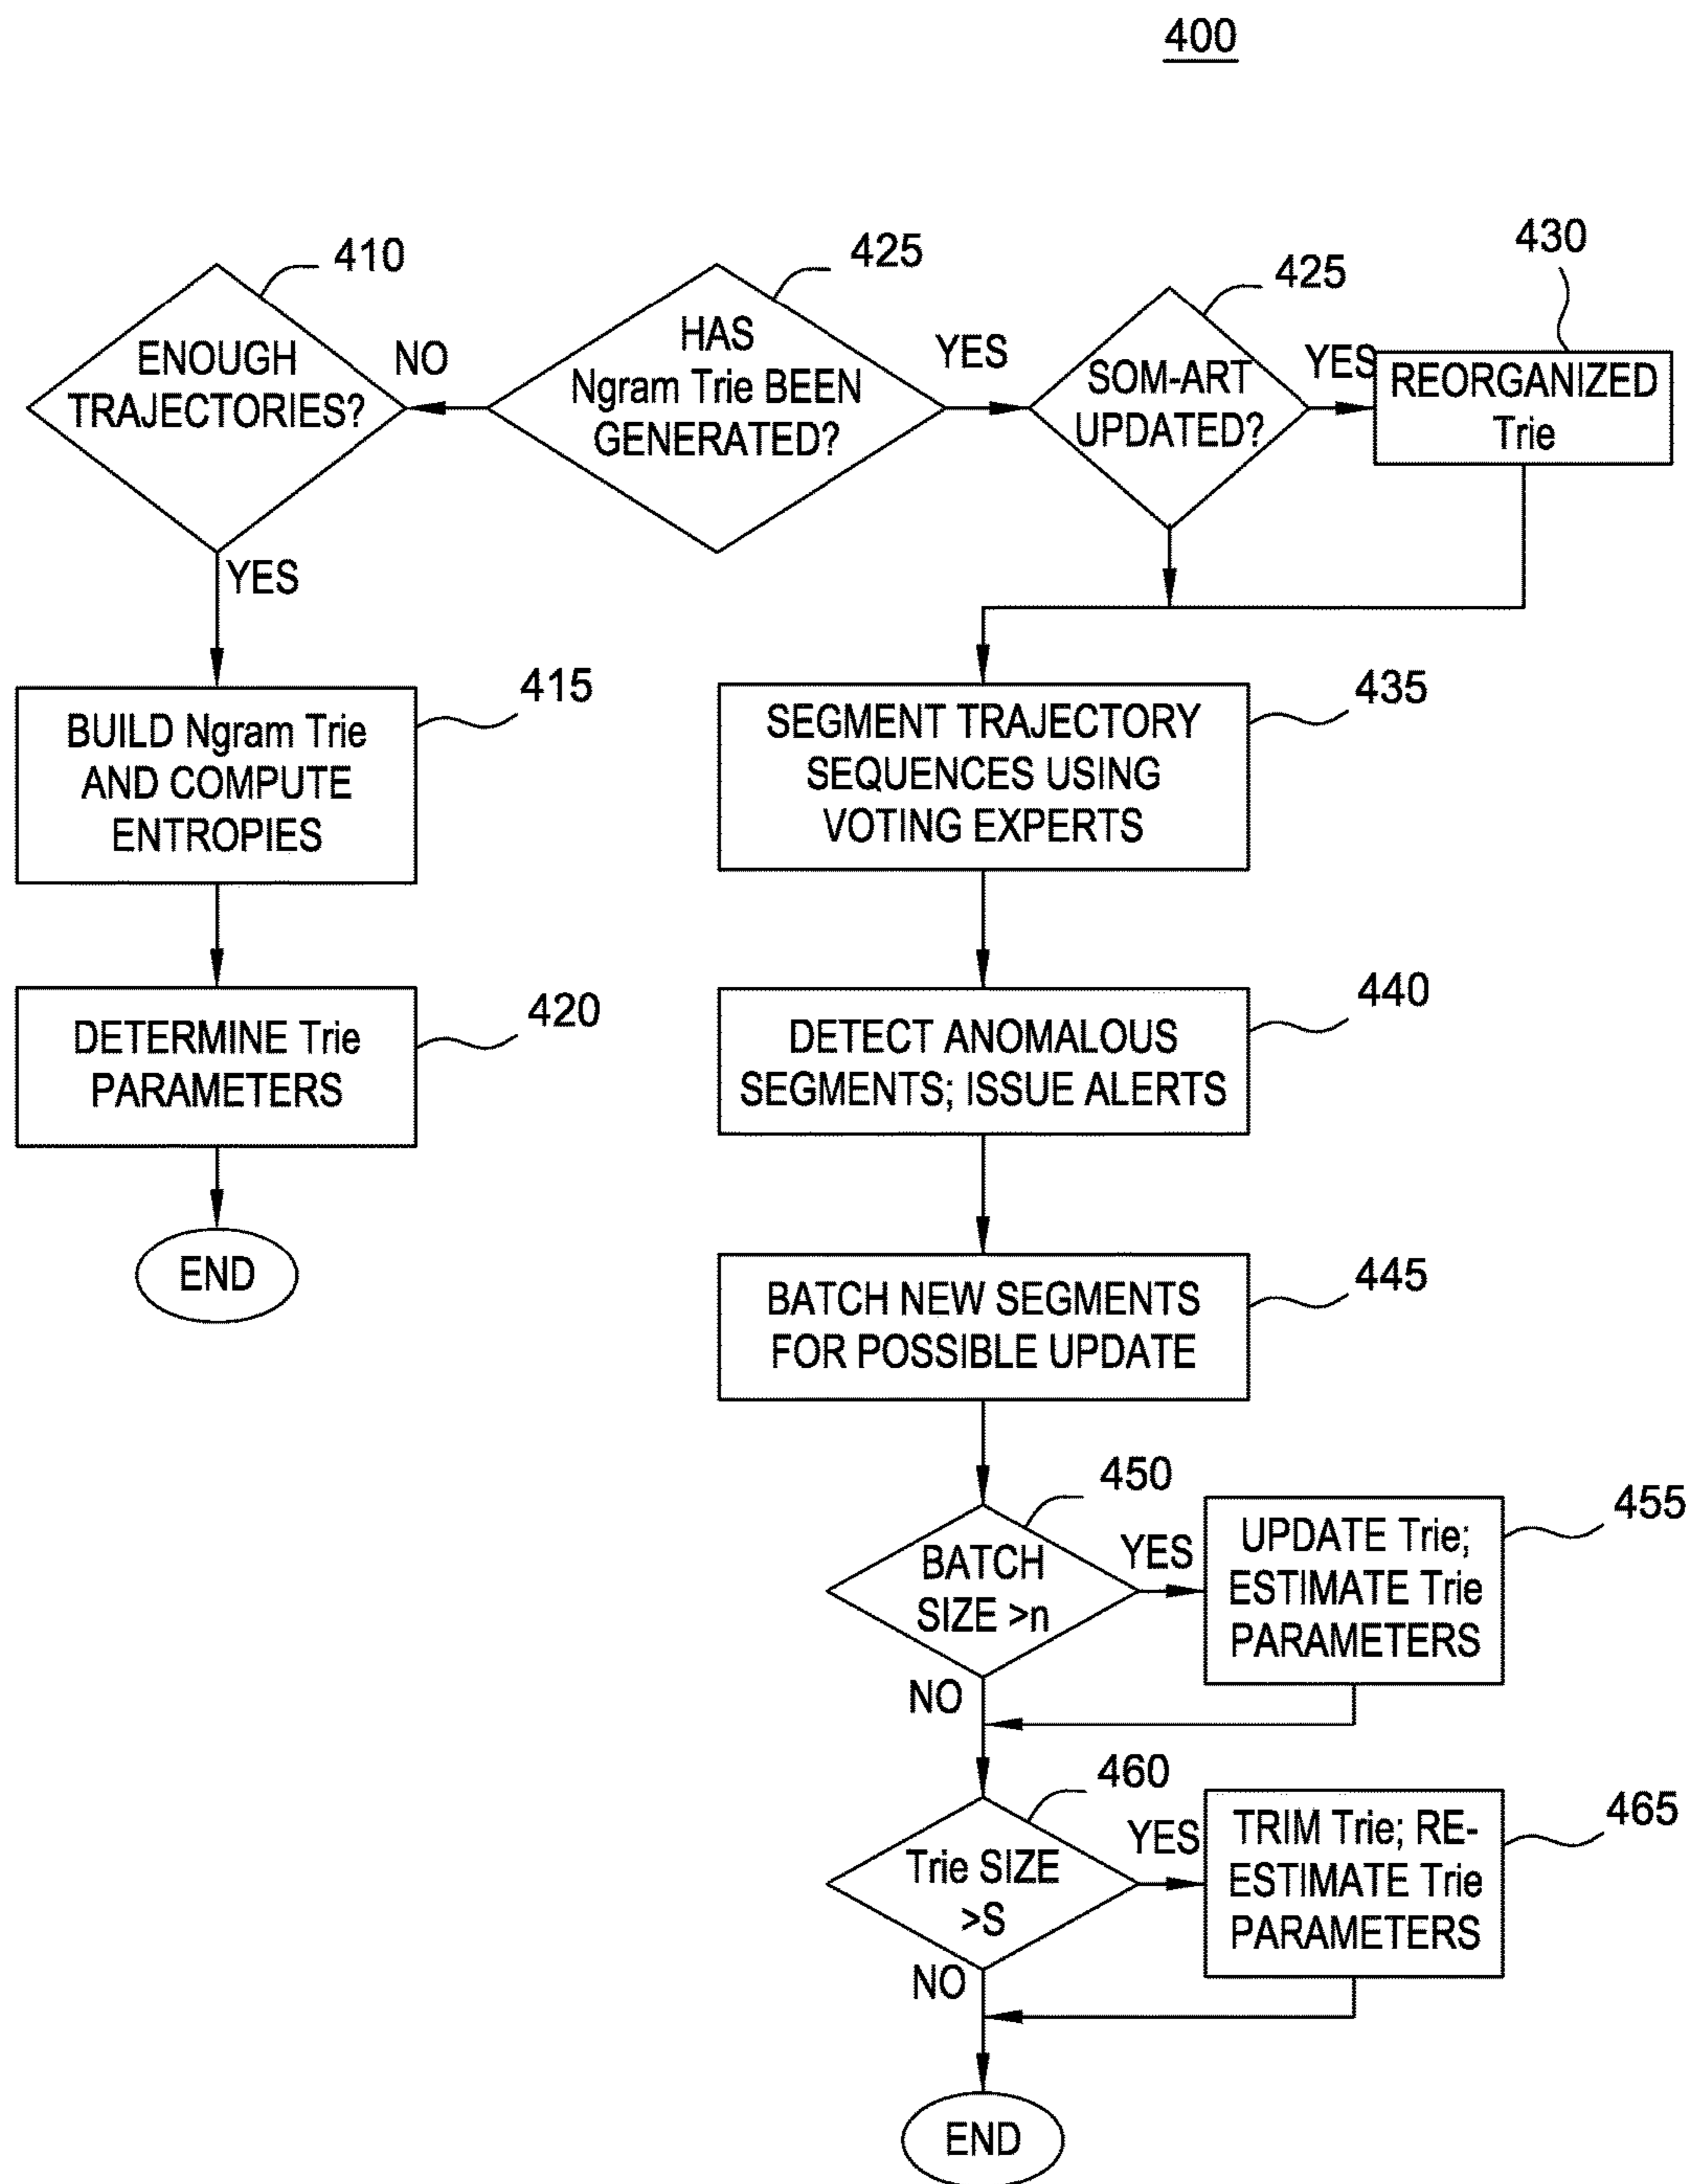 400
410
ENOUGH
TRAJECTORIES?
NO
425
HAS
Ngram Trie BEEN
GENERATED?
YES
425
SOM-ART
UPDATED?
YES
430
REORGANIZED
Trie
YES
415
BUILD Ngram Trie
AND COMPUTE
ENTROPIES
435
SEGMENT TRAJECTORY
SEQUENCES USING
VOTING EXPERTS
420
DETERMINE Trie
PARAMETERS
440
DETECT ANOMALOUS
SEGMENTS; ISSUE ALERTS
END
445
BATCH NEW SEGMENTS
FOR POSSIBLE UPDATE
450
BATCH
SIZE >n
YES
455
UPDATE Trie;
ESTIMATE Trie
PARAMETERS
NO
460
Trie SIZE
>S
YES
465
TRIM Trie; RE-
ESTIMATE Trie
PARAMETERS
NO
END